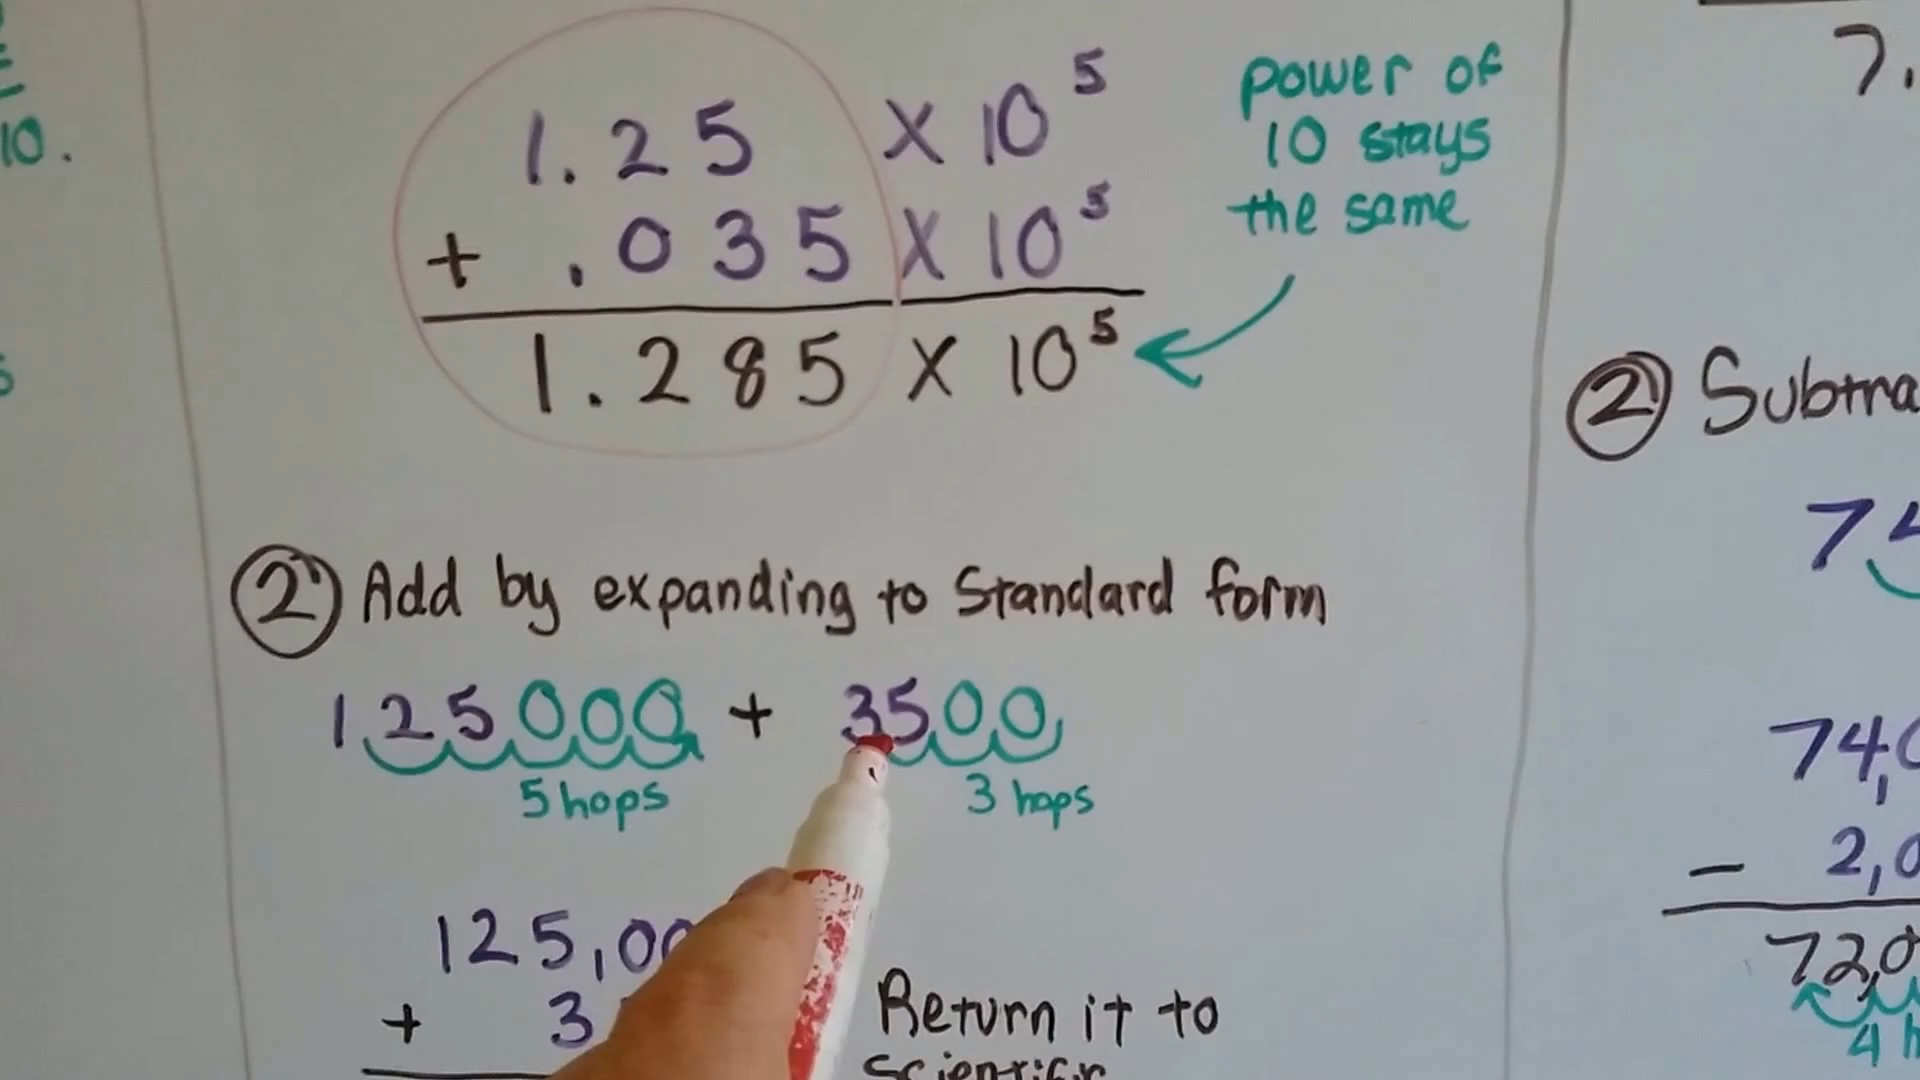 10.
1.25 X 10⁵
+ .035 X 10⁵
1.285 X 10⁵
power of
10 stays
the same
② Add by expanding to Standard form
125000 + 3500
5 hops
3 hops
125,00
+ 3
Return it to
scientific
7.
② Subtra
74
74,0
– 2,0
72,0
4 h